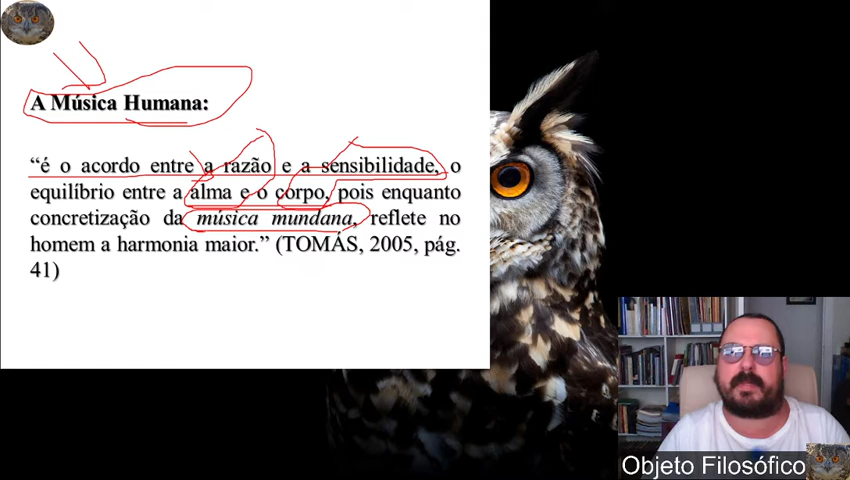 A Música Humana:
“é o acordo entre a razão e a sensibilidade, o
equilíbrio entre a alma e o corpo, pois enquanto
concretização da música mundana, reflete no
homem a harmonia maior.” (TOMÁS, 2005, pág.
41)
Objeto Filosófico